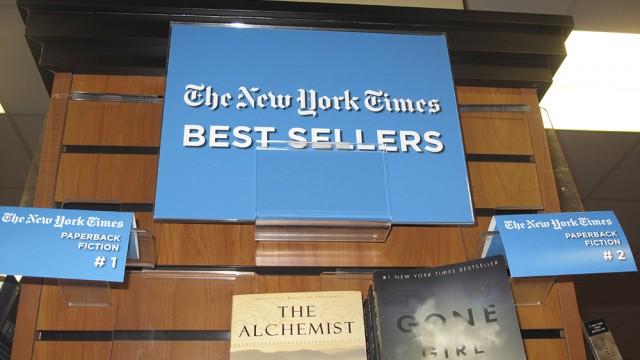 The New York Times
BEST SELLERS
The New York Times
PAPERBACK
FICTION
# 1
The New York Times
PAPERBACK
FICTION
# 2
THE
ALCHEMIST
#1 NEW YORK TIMES BESTSELLER
GONE
GIRL